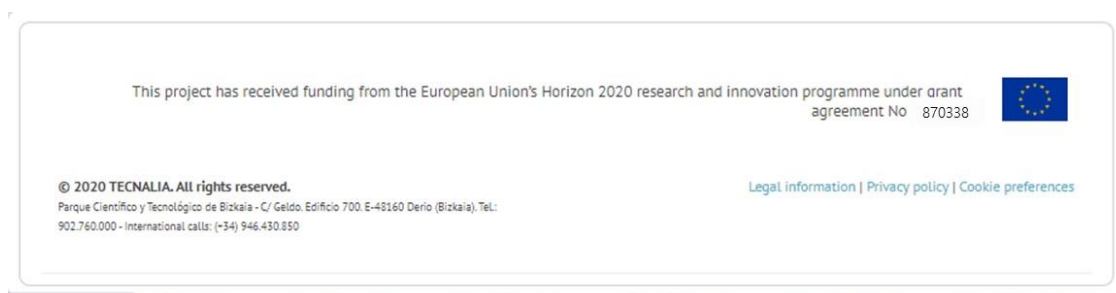 This project has received funding from the European Union's Horizon 2020 research and innovation programme under grant
agreement No 870338
© 2020 TECNALIA. All rights reserved.
Legal information | Privacy policy | Cookie preferences
Parque Científico y Tecnológico de Bizkaia - C/ Geldo. Edificio 700. E-48160 Derio (Bizkaia). Tel.:
902.760.000 - International calls: (+34) 946.430.850